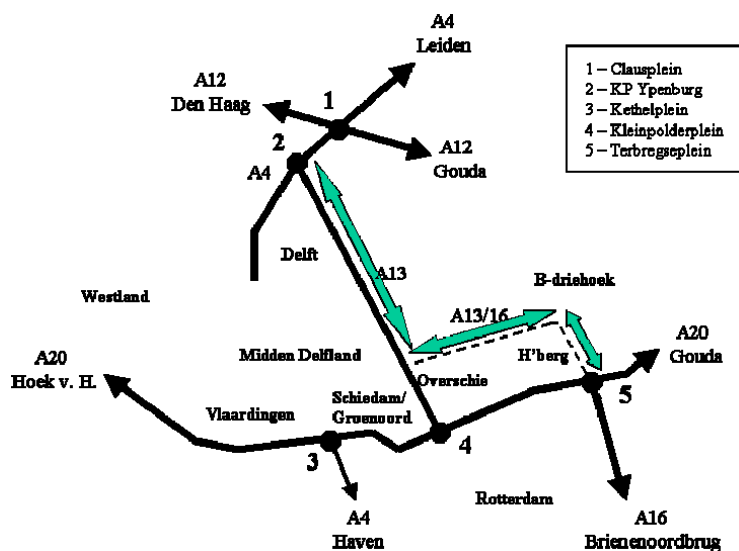 A4
Leiden
A12
Den Haag
1
A12
Gouda
2
A4
1 – Clausplein
2 – KP Ypenburg
3 – Kethelplein
4 – Kleinpolderplein
5 – Terbregseplein
Delft
A13
Westland
B-driehoek
A13/16
A20
Gouda
A20
Hoek v. H.
Midden Delfland
H'berg
Overschie
5
Vlaardingen
Schiedam/
Groenoord
3
4
A4
Haven
Rotterdam
A16
Brienenoordbrug